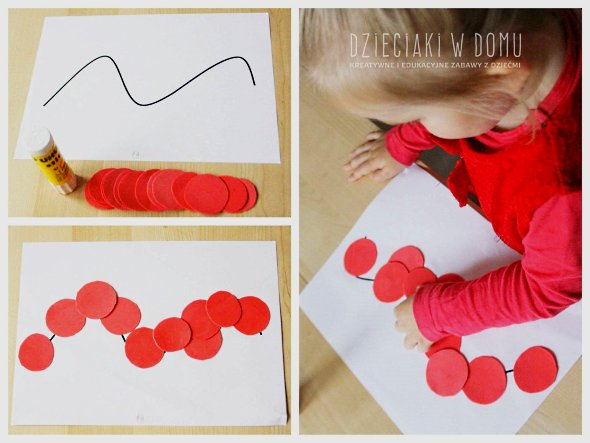 DZIECIAKi W DOMU
KREATYWNE I EDUKACYJNE ZABAWY Z DZIEĆMI